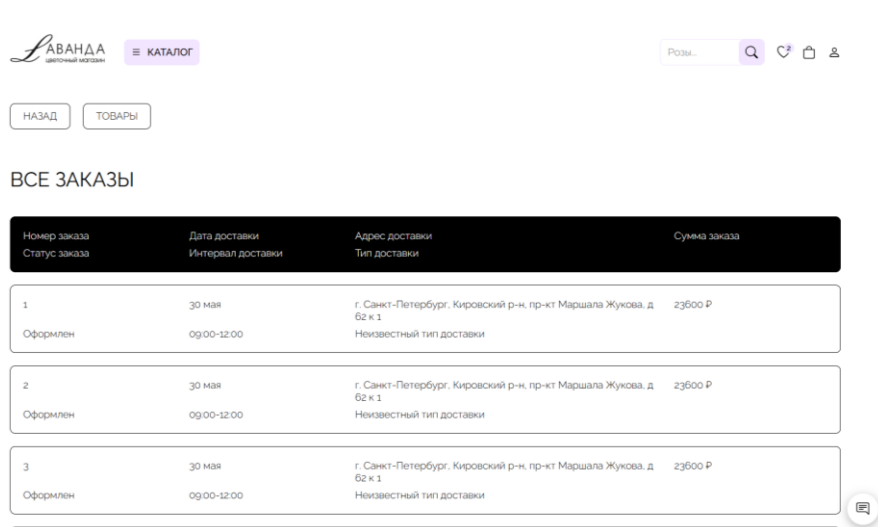 ЛАВАНДА
цветочный магазин
≡ КАТАЛОГ
Розы...
2
НАЗАД
ТОВАРЫ
ВСЕ ЗАКАЗЫ
Номер заказа Дата доставки Адрес доставки Сумма заказа
Статус заказа Интервал доставки Тип доставки
1 30 мая г. Санкт-Петербург, Кировский р-н, пр-кт Маршала Жукова, д 23600 ₽
62 к 1
Оформлен 09:00-12:00 Неизвестный тип доставки
2 30 мая г. Санкт-Петербург, Кировский р-н, пр-кт Маршала Жукова, д 23600 ₽
62 к 1
Оформлен 09:00-12:00 Неизвестный тип доставки
3 30 мая г. Санкт-Петербург, Кировский р-н, пр-кт Маршала Жукова, д 23600 ₽
62 к 1
Оформлен 09:00-12:00 Неизвестный тип доставки